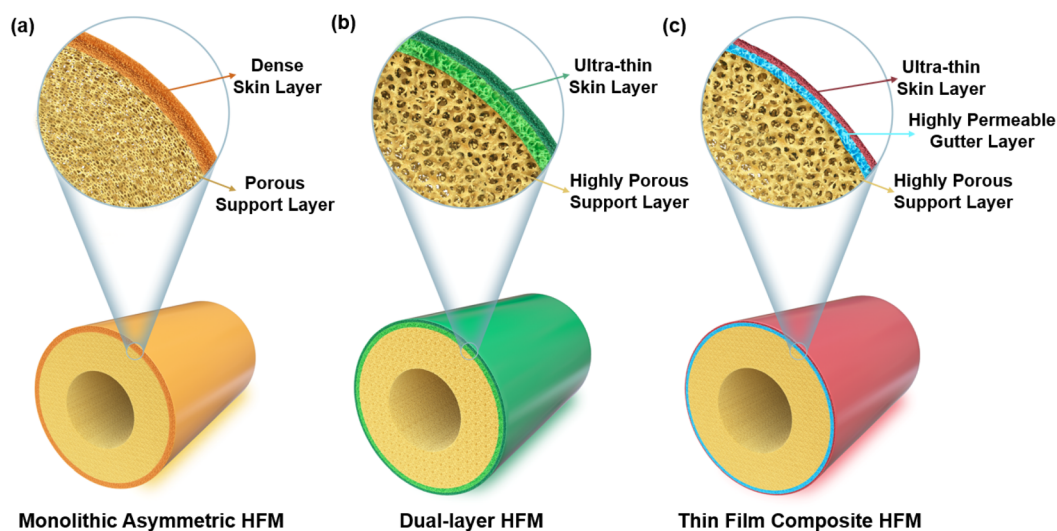 (a)
Dense
Skin Layer
Porous
Support Layer
Monolithic Asymmetric HFM
(b)
Ultra-thin
Skin Layer
Highly Porous
Support Layer
Dual-layer HFM
(c)
Ultra-thin
Skin Layer
Highly Permeable
Gutter Layer
Highly Porous
Support Layer
Thin Film Composite HFM